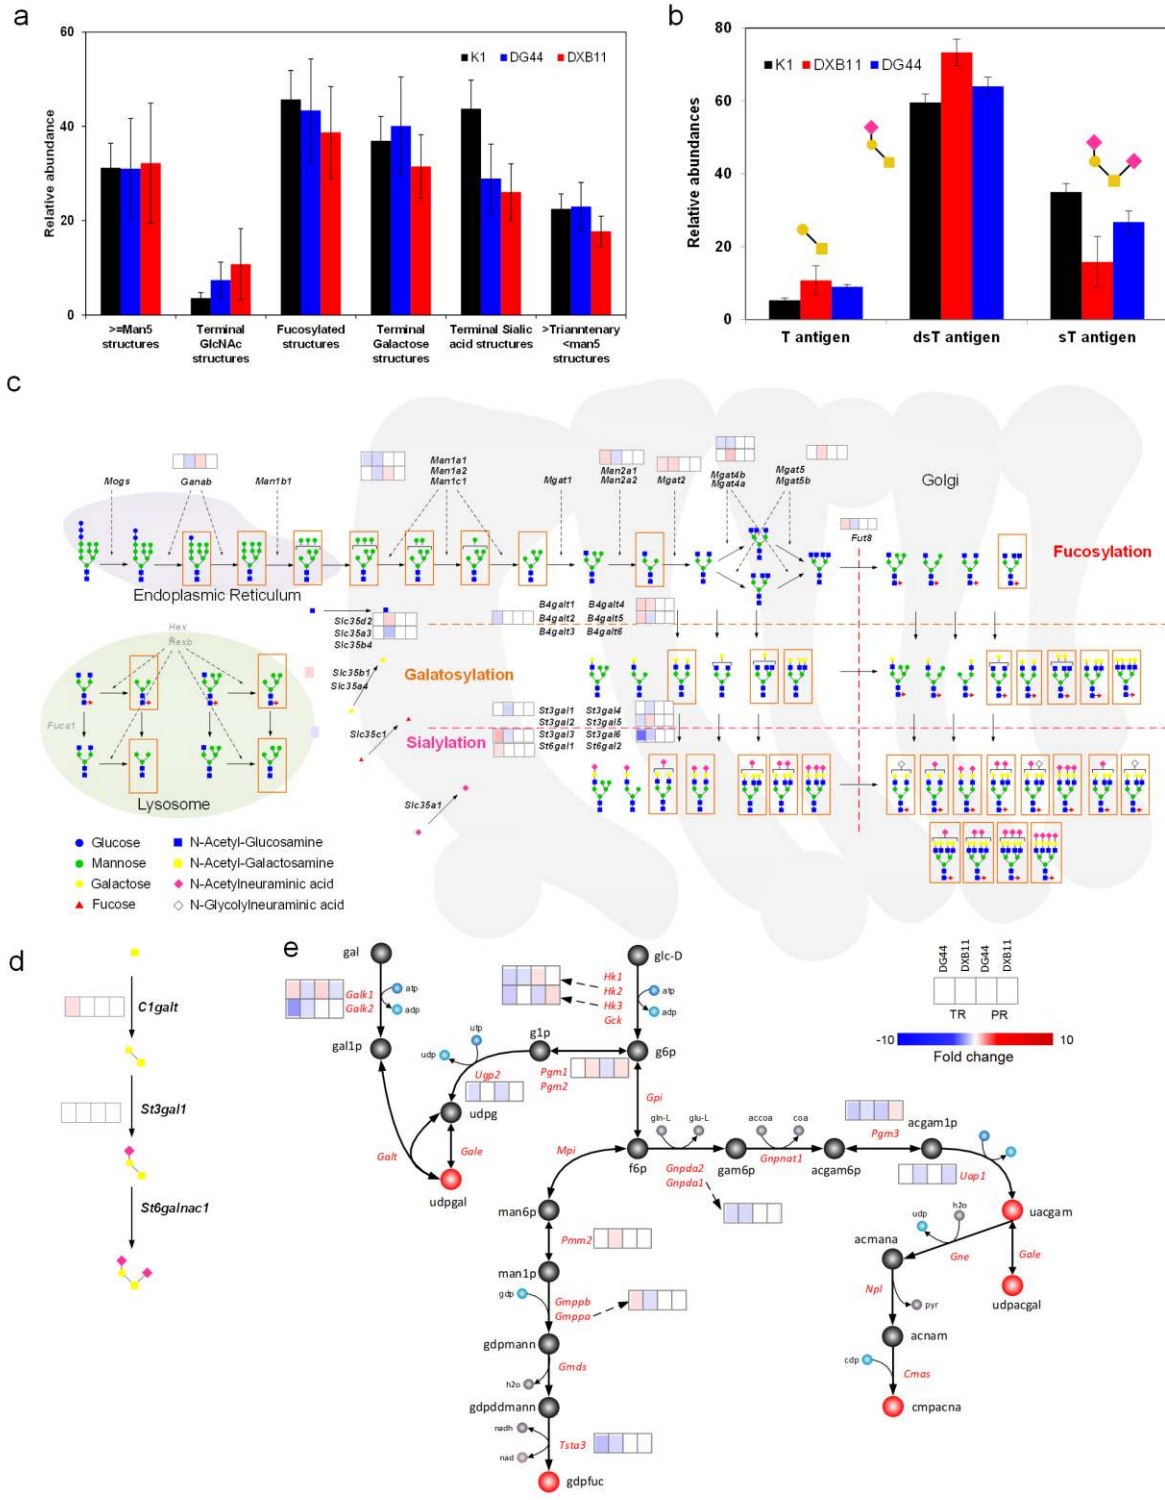 a
60
40
20
0
Relative abundance
K1
DG44
DXB11
>=Man5
structures
Terminal
GlcNAc
structures
Fucosylated
structures
Terminal
Galactose
structures
Terminal Sialic
acid structures
>Trianntenary
<man5
structures
b
80
60
40
20
0
Relative abundances
K1
DXB11
DG44
T antigen
dsT antigen
sT antigen
c
Mogs
Ganab
Man1b1
Man1a1
Man1a2
Man1c1
Mgat1
Man2a1
Man2a2
Mgat2
Mgat4b
Mgat4a
Mgat5
Mgat5b
Golgi
Fut8
Fucosylation
Endoplasmic Reticulum
Slc35d2
Slc35a3
Slc35b4
B4galt1
B4galt2
B4galt3
B4galt4
B4galt5
B4galt6
Hex
Hexb
Slc35b1
Slc35a4
Galatosylation
Fuca1
Slc35c1
Sialylation
St3gal1
St3gal2
St3gal3
St6gal1
St3gal4
St3gal5
St3gal6
St6gal2
Slc35a1
Lysosome
Glucose
Mannose
Galactose
Fucose
N-Acetyl-Glucosamine
N-Acetyl-Galactosamine
N-Acetylneuraminic acid
N-Glycolylneuraminic acid
d
C1galt
St3gal1
St6galnac1
e
gal
Galk1
Galk2
atp
adp
gal1p
glc-D
Hk1
Hk2
Hk3
Gck
atp
adp
g6p
g1p
Pgm1
Pgm2
utp
udp
Ugp2
udpg
Galt
Gale
udpgal
Gpi
Mpi
f6p
gln-L
glu-L
Gnpda2
Gnpda1
gam6p
accoa
coa
Gnpnat1
acgam6p
Pgm3
acgam1p
Uap1
uacgam
Gale
udpacgal
udp
h2o
Gne
acmana
Npl
pyr
acnam
cdp
Cmas
cmpacna
man6p
Pmm2
man1p
gdp
Gmppb
Gmppa
gdpmann
Gmds
h2o
gdpddmann
nadh
nad
Tsta3
gdpfuc
DG44
DXB11
DG44
DXB11
TR
PR
-10
10
Fold change